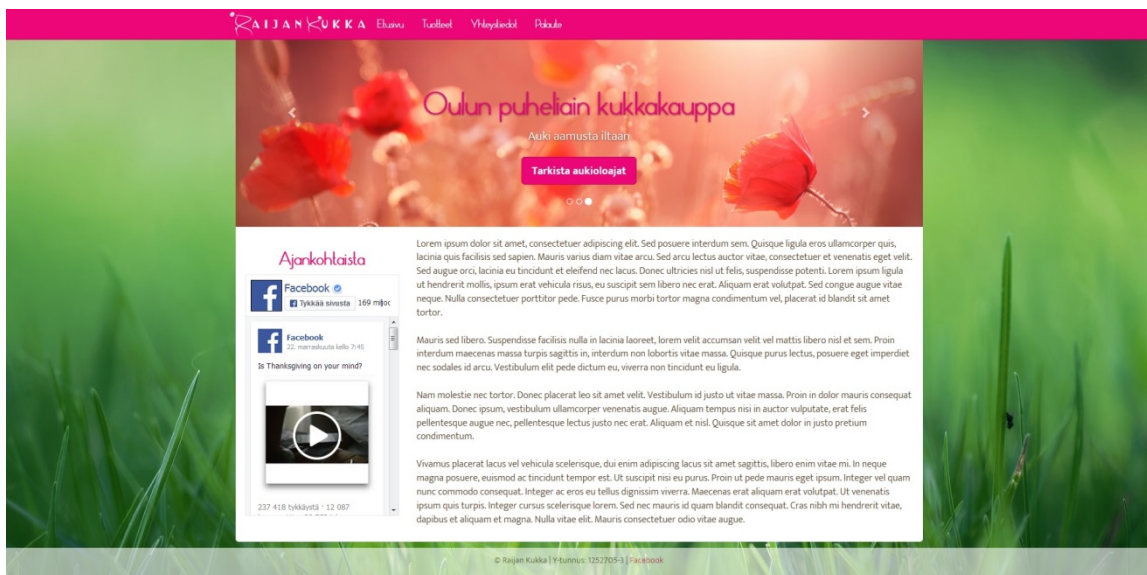 RAIJAN KUKKA Etusivu Tuotteet Yhteystiedot Palaute
Oulun puheliain kukkakauppa
Auki aamusta iltaan
Tarkista aukioloajat
Ajankohtaista
Facebook
Tykkää sivusta 169 miljoo
Facebook
22. marraskuuta kello 7:45
Is Thanksgiving on your mind?
237 418 tykkäystä · 12 087
Lorem ipsum dolor sit amet, consectetuer adipiscing elit. Sed posuere interdum sem. Quisque ligula eros ullamcorper quis,
lacinia quis facilisis sed sapien. Mauris varius diam vitae arcu. Sed arcu lectus auctor vitae, consectetuer et venenatis eget velit.
Sed augue orci, lacinia eu tincidunt et eleifend nec lacus. Donec ultricies nisl ut felis, suspendisse potenti. Lorem ipsum ligula
ut hendrerit mollis, ipsum erat vehicula risus, eu suscipit sem libero nec erat. Aliquam erat volutpat. Sed congue augue vitae
neque. Nulla consectetuer porttitor pede. Fusce purus morbi tortor magna condimentum vel, placerat id blandit sit amet
tortor.
Mauris sed libero. Suspendisse facilisis nulla in lacinia laoreet, lorem velit accumsan velit vel mattis libero nisl et sem. Proin
interdum maecenas massa turpis sagittis in, interdum non lobortis vitae massa. Quisque purus lectus, posuere eget imperdiet
nec sodales id arcu. Vestibulum elit pede dictum eu, viverra non tincidunt eu ligula.
Nam molestie nec tortor. Donec placerat leo sit amet velit. Vestibulum id justo ut vitae massa. Proin in dolor mauris consequat
aliquam. Donec ipsum, vestibulum ullamcorper venenatis augue. Aliquam tempus nisi in auctor vulputate, erat felis
pellentesque augue nec, pellentesque lectus justo nec erat. Aliquam et nisl. Quisque sit amet dolor in justo pretium
condimentum.
Vivamus placerat lacus vel vehicula scelerisque, dui enim adipiscing lacus sit amet sagittis, libero enim vitae mi. In neque
magna posuere, euismod ac tincidunt tempor est. Ut suscipit nisi eu purus. Proin ut pede mauris eget ipsum. Integer vel quam
nunc commodo consequat. Integer ac eros eu tellus dignissim viverra. Maecenas erat aliquam erat volutpat. Ut venenatis
ipsum quis turpis. Integer cursus scelerisque lorem. Sed nec mauris id quam blandit consequat. Cras nibh mi hendrerit vitae,
dapibus et aliquam et magna. Nulla vitae elit. Mauris consectetuer odio vitae augue.
© Raijan Kukka | Y-tunnus: 1252705-3 | Facebook